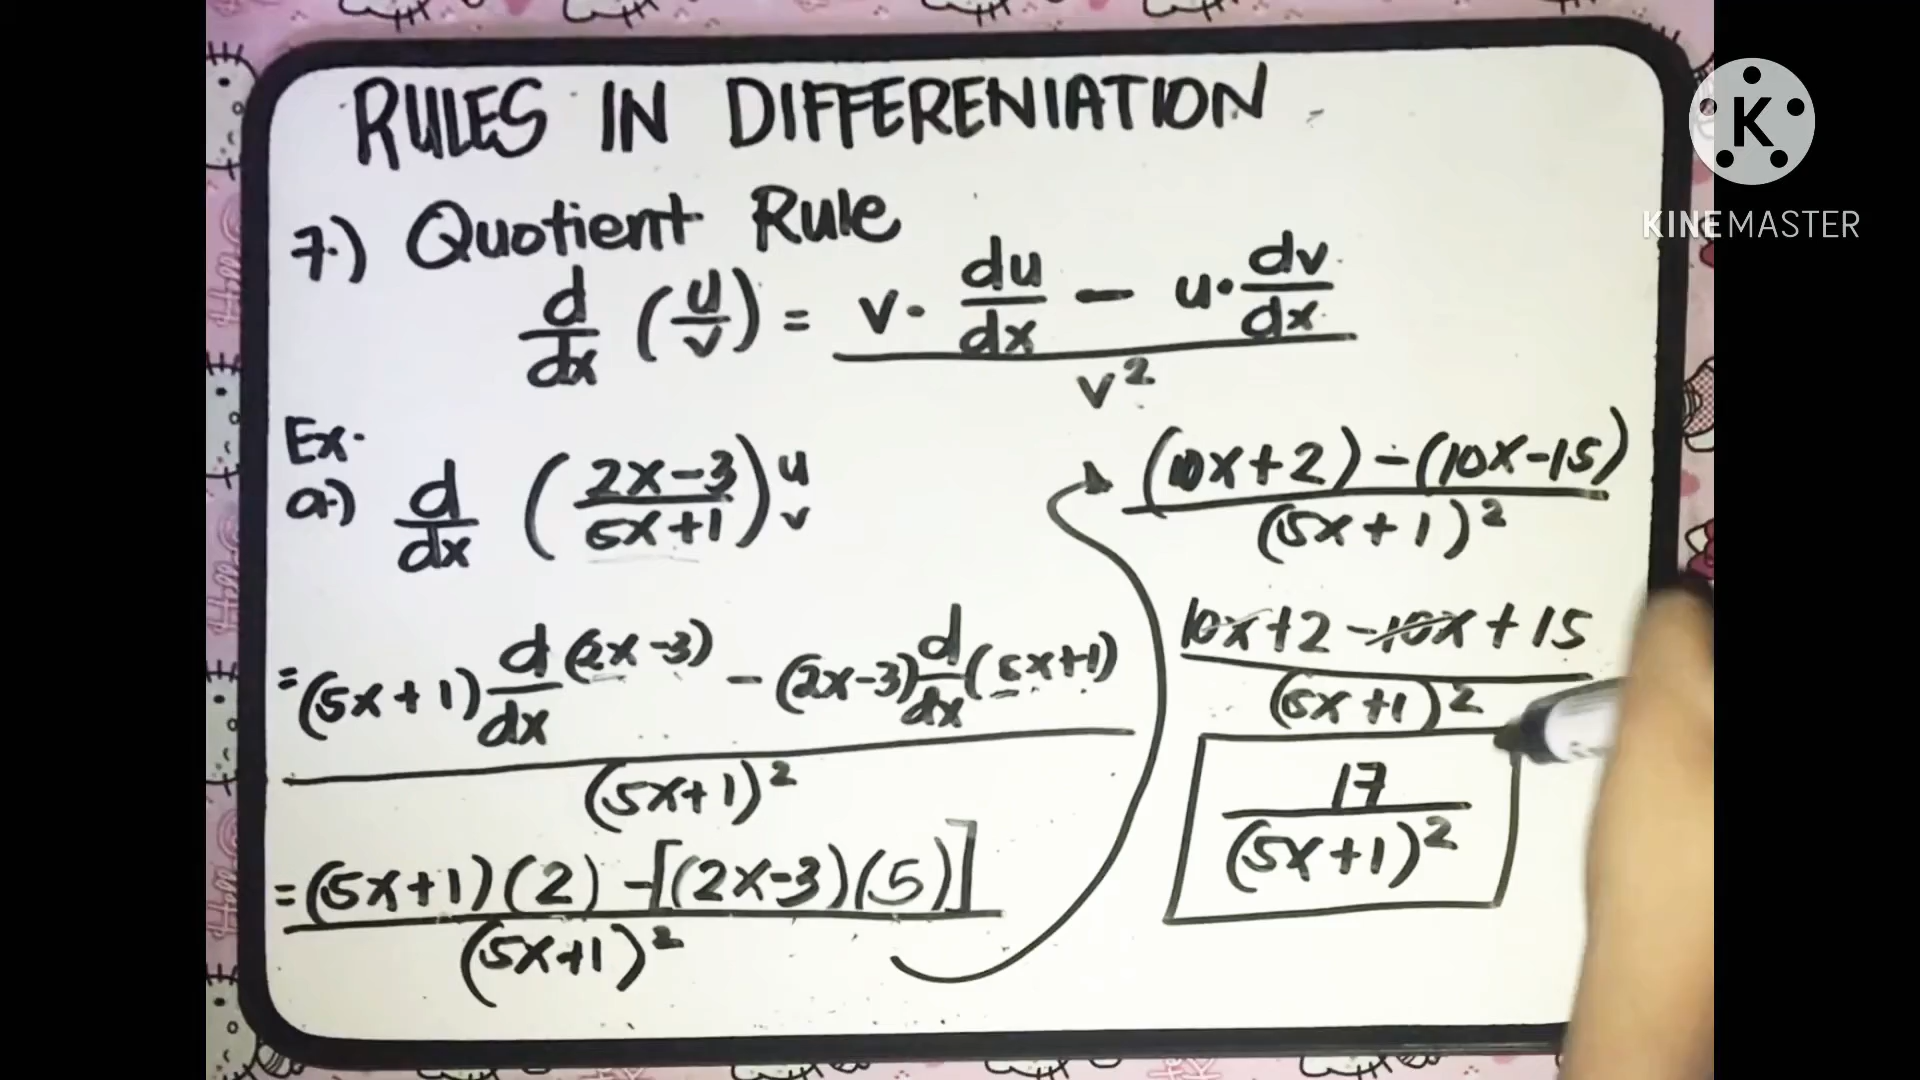 RULES IN DIFFERENIATION
7.) Quotient Rule
d/dx (u/v) = v · du/dx − u · dv/dx / v²
Ex.
a.) d/dx (2x−3 / 5x+1) u v
= (5x+1) d/dx (2x−3) − (2x−3) d/dx (5x+1) / (5x+1)²
= (5x+1)(2) − [(2x−3)(5)] / (5x+1)²
(10x+2) − (10x−15) / (5x+1)²
10x+2−10x+15 / (5x+1)²
17 / (5x+1)²
K
KINEMASTER